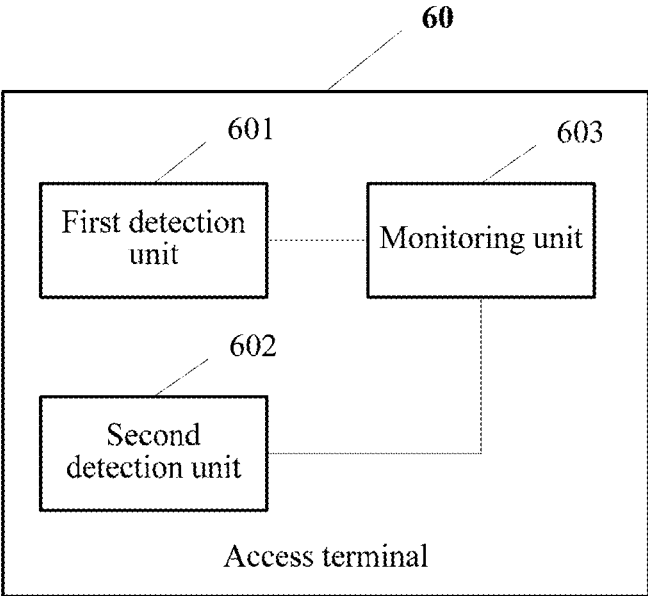 60
601
603
First detection
unit
Monitoring unit
602
Second
detection unit
Access terminal